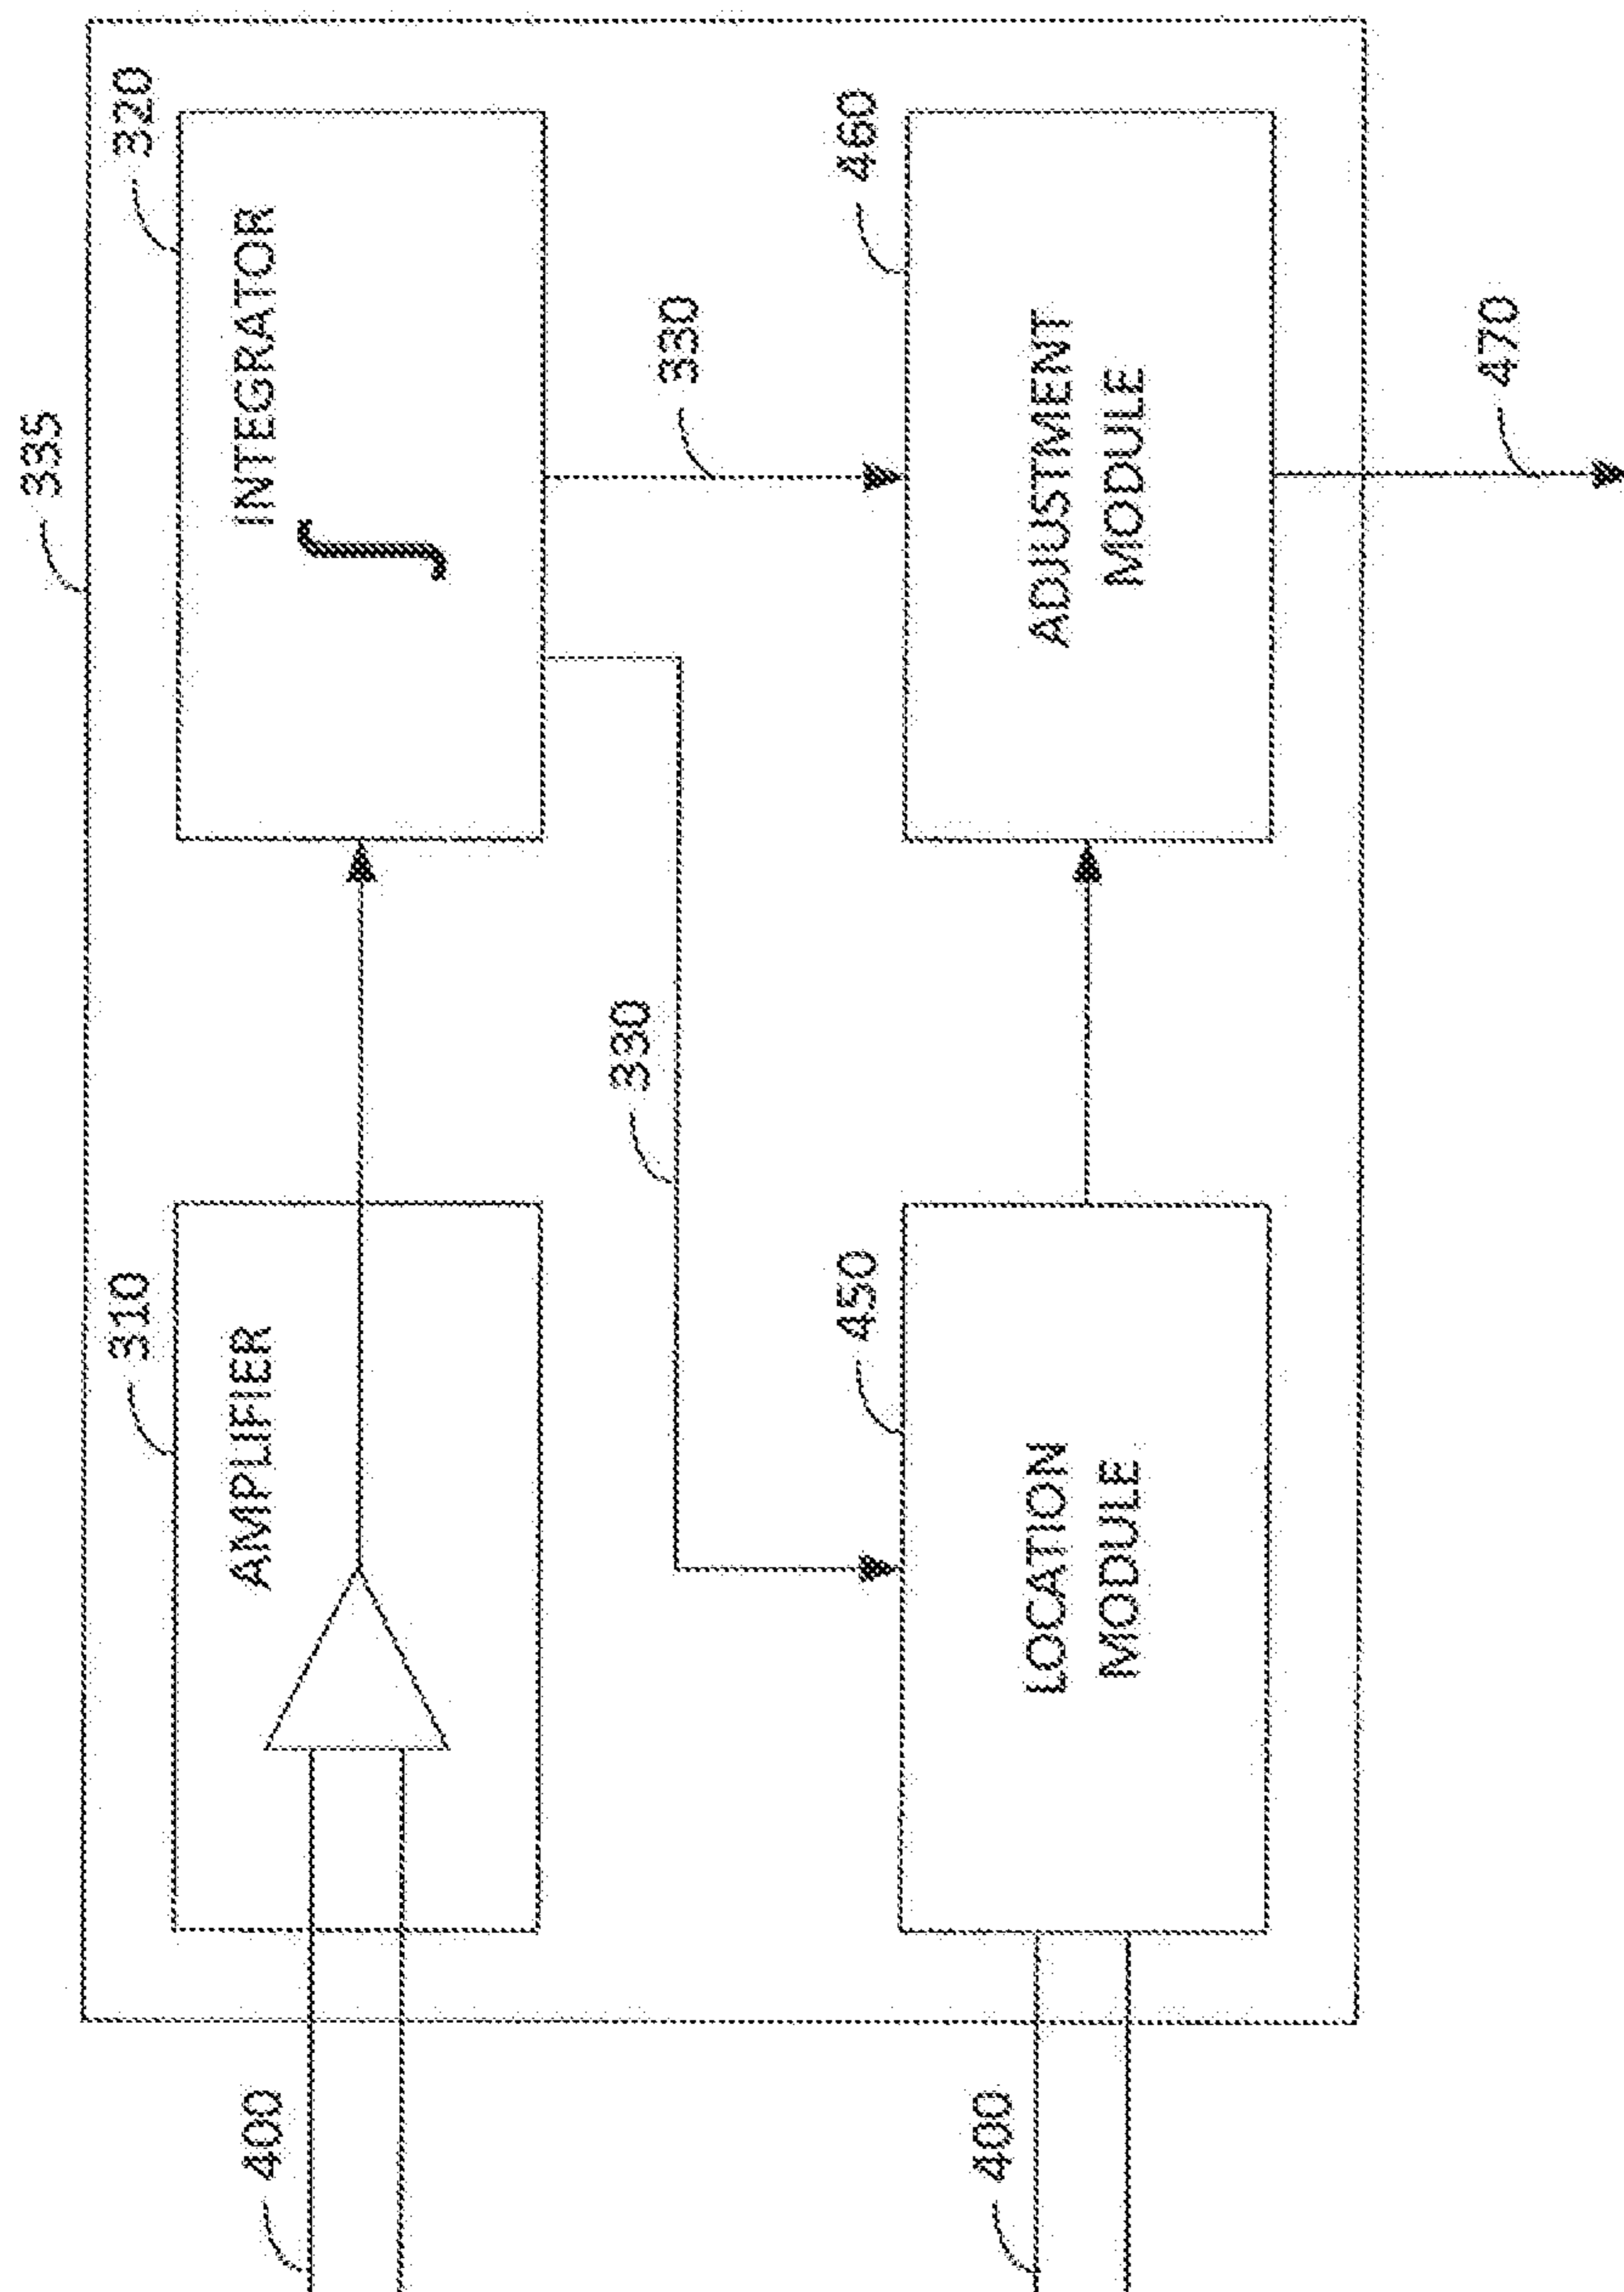 335
310
320
AMPLIFIER
INTEGRATOR
∫
400
330
330
450
460
400
LOCATION
MODULE
ADJUSTMENT
MODULE
470